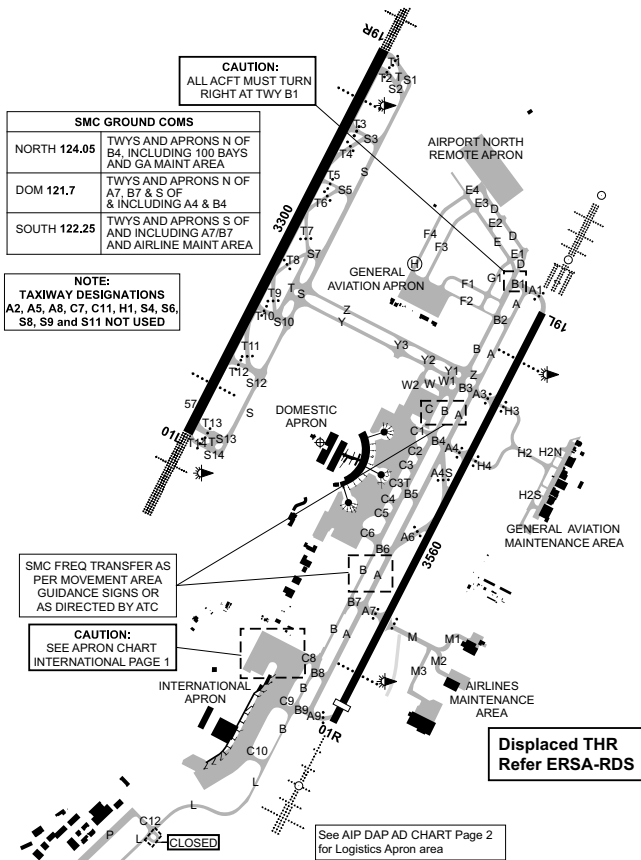 19R
T1
T2 T S1
S2
CAUTION:
ALL ACFT MUST TURN
RIGHT AT TWY B1
SMC GROUND COMS
NORTH 124.05
TWYS AND APRONS N OF
B4, INCLUDING 100 BAYS
AND GA MAINT AREA
DOM 121.7
TWYS AND APRONS N OF
A7, B7 & S OF
& INCLUDING A4 & B4
SOUTH 122.25
TWYS AND APRONS S OF
AND INCLUDING A7/B7
AND AIRLINE MAINT AREA
NOTE:
TAXIWAY DESIGNATIONS
A2, A5, A8, C7, C11, H1, S4, S6,
S8, S9 and S11 NOT USED
T3
S3
T4
S
T5
S5
T6
3300
T7
S7
T8
T S
T9
T10
S10
T11
T12
S12
S
57
01L
T13
T14 T S13
S14
AIRPORT NORTH
REMOTE APRON
E4
E3 D
E2
E D
E1
D
G1
B1
F4
F3
H
GENERAL
AVIATION APRON
F1
F2
A
A1
B2
19L
Z
Y
Y3
Y2
Y1
Z
B
A
W2 W W1
B3
A3
H3
DOMESTIC
APRON
C B A
C1
C2
C3
C3T
C4
C5
C6
B4
A4
A4S
H4
B5
A6
B6
H2 H2N
H2S
GENERAL AVIATION
MAINTENANCE AREA
3560
SMC FREQ TRANSFER AS
PER MOVEMENT AREA
GUIDANCE SIGNS OR
AS DIRECTED BY ATC
B A
B7
A7
CAUTION:
SEE APRON CHART
INTERNATIONAL PAGE 1
B
A
M
M1
M2
M3
AIRLINES
MAINTENANCE
AREA
C8
B8
B
INTERNATIONAL
APRON
C9
B9 A9
01R
B
C10
L
L
C12
L
P
CLOSED
Displaced THR
Refer ERSA-RDS
See AIP DAP AD CHART Page 2
for Logistics Apron area